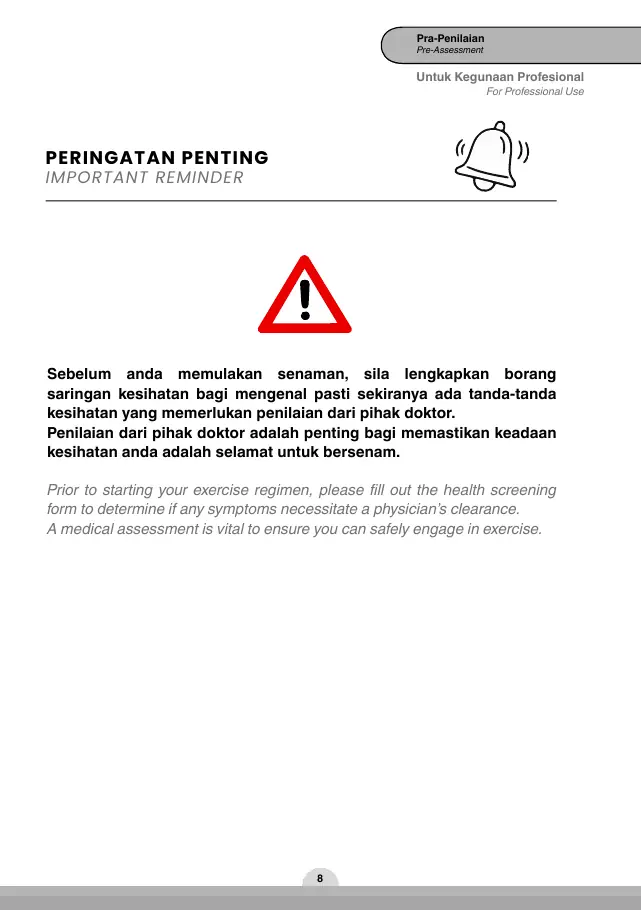 Pra-Penilaian
Pre-Assessment
Untuk Kegunaan Profesional
For Professional Use
PERINGATAN PENTING
IMPORTANT REMINDER
Sebelum anda memulakan senaman, sila lengkapkan borang
saringan kesihatan bagi mengenal pasti sekiranya ada tanda-tanda
kesihatan yang memerlukan penilaian dari pihak doktor.
Penilaian dari pihak doktor adalah penting bagi memastikan keadaan
kesihatan anda adalah selamat untuk bersenam.
Prior to starting your exercise regimen, please fill out the health screening
form to determine if any symptoms necessitate a physician’s clearance.
A medical assessment is vital to ensure you can safely engage in exercise.
8